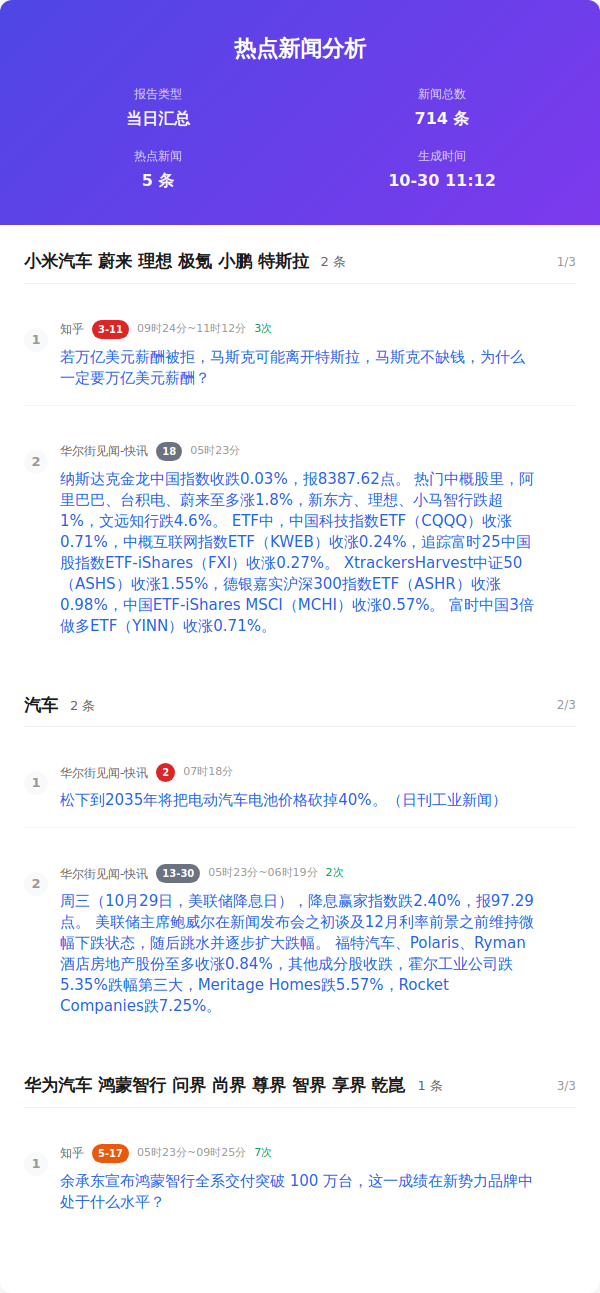 热点新闻分析
报告类型
当日汇总
新闻总数
714 条
热点新闻
5 条
生成时间
10-30 11:12
小米汽车 蔚来 理想 极氪 小鹏 特斯拉 2 条 1/3
1
知乎 3-11 09时24分~11时12分 3次
若万亿美元薪酬被拒，马斯克可能离开特斯拉，马斯克不缺钱，为什么
一定要万亿美元薪酬？
2
华尔街见闻-快讯 18 05时23分
纳斯达克金龙中国指数收跌0.03%，报8387.62点。 热门中概股里，阿
里巴巴、台积电、蔚来至多涨1.8%，新东方、理想、小马智行跌超
1%，文远知行跌4.6%。 ETF中，中国科技指数ETF（CQQQ）收涨
0.71%，中概互联网指数ETF（KWEB）收涨0.24%，追踪富时25中国
股指数ETF-iShares（FXI）收涨0.27%。 XtrackersHarvest中证50
（ASHS）收涨1.55%，德银嘉实沪深300指数ETF（ASHR）收涨
0.98%，中国ETF-iShares MSCI（MCHI）收涨0.57%。 富时中国3倍
做多ETF（YINN）收涨0.71%。
汽车 2 条 2/3
1
华尔街见闻-快讯 2 07时18分
松下到2035年将把电动汽车电池价格砍掉40%。（日刊工业新闻）
2
华尔街见闻-快讯 13-30 05时23分~06时19分 2次
周三（10月29日，美联储降息日），降息赢家指数跌2.40%，报97.29
点。 美联储主席鲍威尔在新闻发布会之初谈及12月利率前景之前维持微
幅下跌状态，随后跳水并逐步扩大跌幅。 福特汽车、Polaris、Ryman
酒店房地产股份至多收涨0.84%，其他成分股收跌，霍尔工业公司跌
5.35%跌幅第三大，Meritage Homes跌5.57%，Rocket
Companies跌7.25%。
华为汽车 鸿蒙智行 问界 尚界 尊界 智界 享界 乾崑 1 条 3/3
1
知乎 5-17 05时23分~09时25分 7次
余承东宣布鸿蒙智行全系交付突破 100 万台，这一成绩在新势力品牌中
处于什么水平？